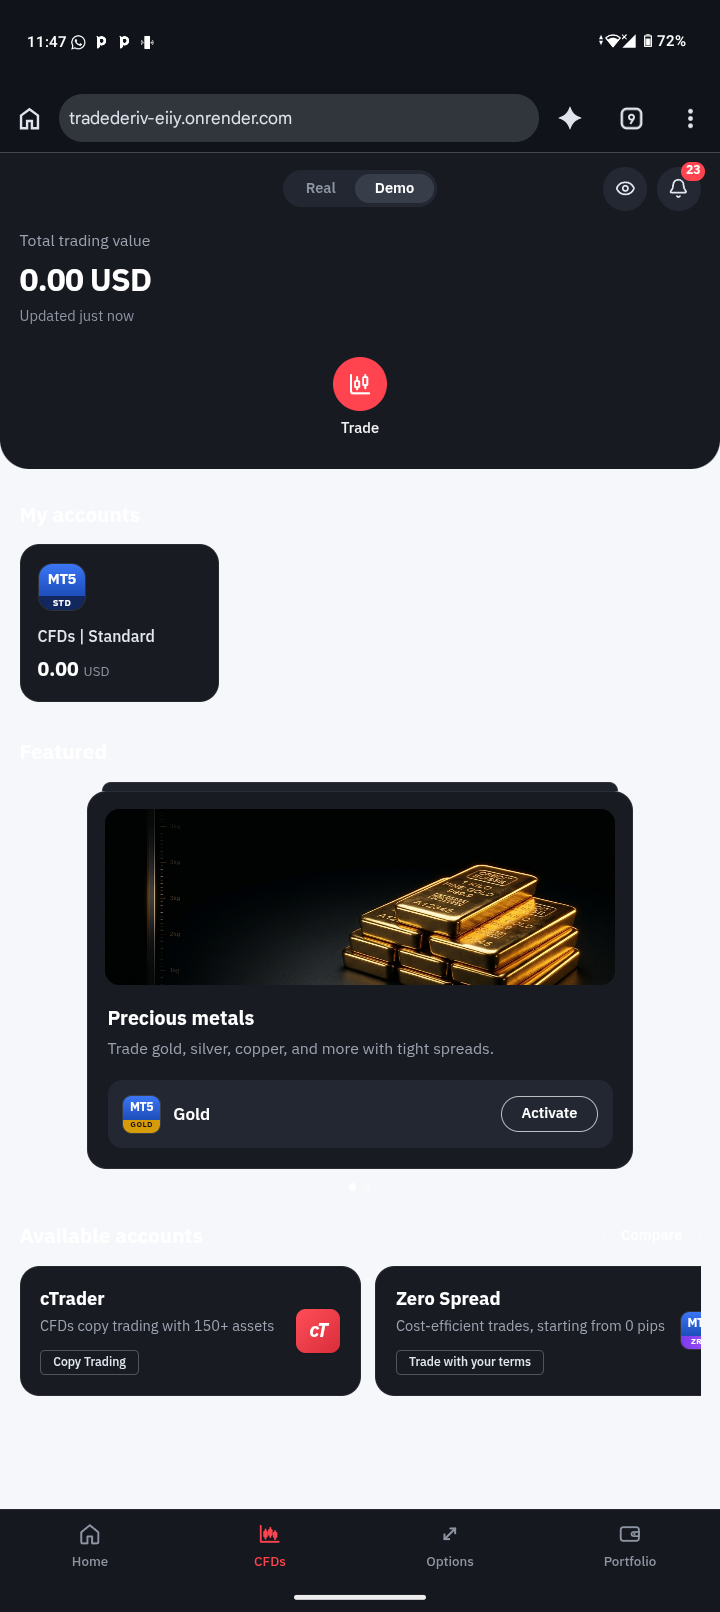 11:47
72%
tradederiv-eiiy.onrender.com
9
Real
Demo
23
Total trading value
0.00 USD
Updated just now
Trade
My accounts
MT5
STD
CFDs | Standard
0.00 USD
Featured
Precious metals
Trade gold, silver, copper, and more with tight spreads.
MT5
GOLD
Gold
Activate
Available accounts
Compare
cTrader
CFDs copy trading with 150+ assets
cT
Copy Trading
Zero Spread
Cost-efficient trades, starting from 0 pips
Trade with your terms
Home
CFDs
Options
Portfolio